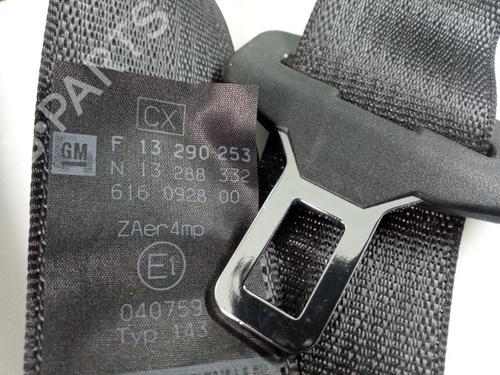 CX
GM
F 13 290 253
N 13 288 332
616 0928 00
ZAer4mp
E1
040759
Typ 143
PARTS